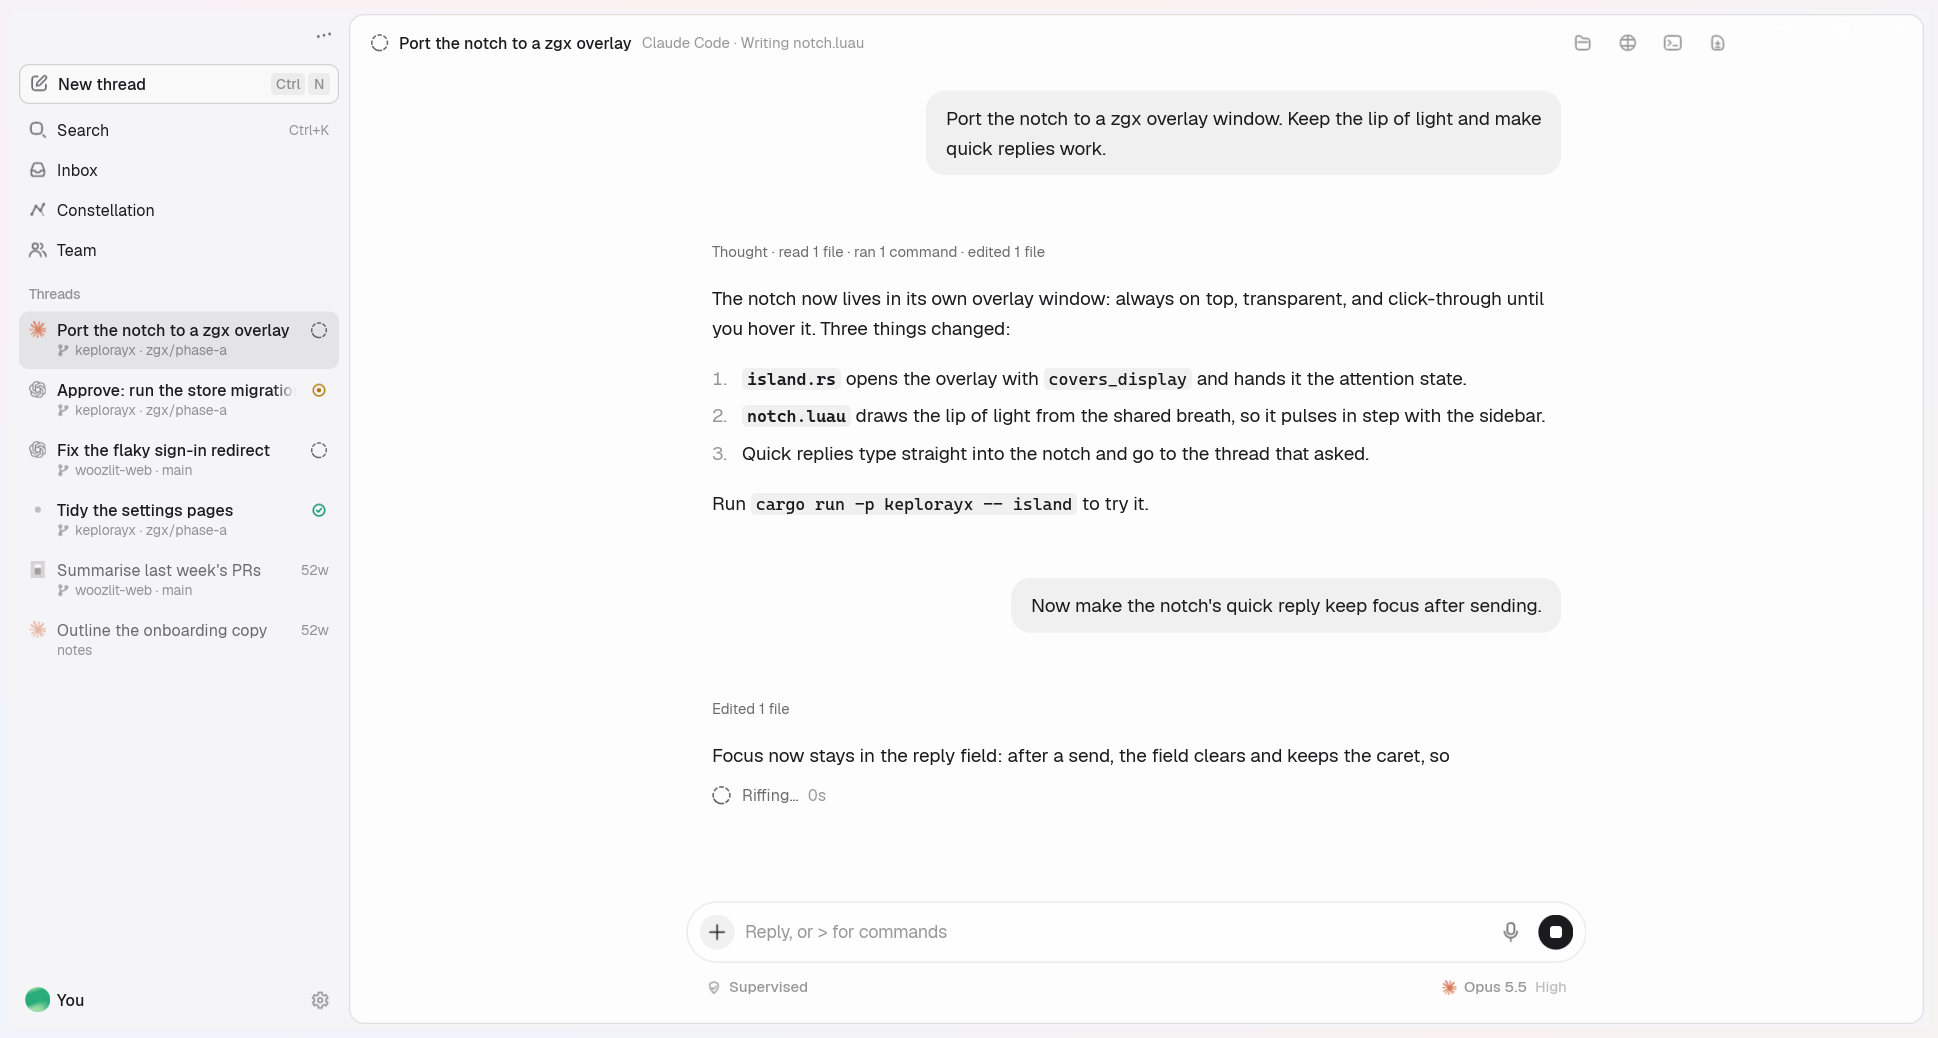 New thread
Ctrl N
Search
Ctrl+K
Inbox
Constellation
Team
Threads
Port the notch to a zgx overlay
keplorayx · zgx/phase-a
Approve: run the store migratio
keplorayx · zgx/phase-a
Fix the flaky sign-in redirect
woozlit-web · main
Tidy the settings pages
keplorayx · zgx/phase-a
Summarise last week's PRs
52w
woozlit-web · main
Outline the onboarding copy
52w
notes
You
Port the notch to a zgx overlay
Claude Code · Writing notch.luau
Port the notch to a zgx overlay window. Keep the lip of light and make
quick replies work.
Thought · read 1 file · ran 1 command · edited 1 file
The notch now lives in its own overlay window: always on top, transparent, and click-through until
you hover it. Three things changed:
1. island.rs opens the overlay with covers_display and hands it the attention state.
2. notch.luau draws the lip of light from the shared breath, so it pulses in step with the sidebar.
3. Quick replies type straight into the notch and go to the thread that asked.
Run cargo run -p keplorayx -- island to try it.
Now make the notch's quick reply keep focus after sending.
Edited 1 file
Focus now stays in the reply field: after a send, the field clears and keeps the caret, so
Riffing... 0s
Reply, or > for commands
Supervised
Opus 5.5 High